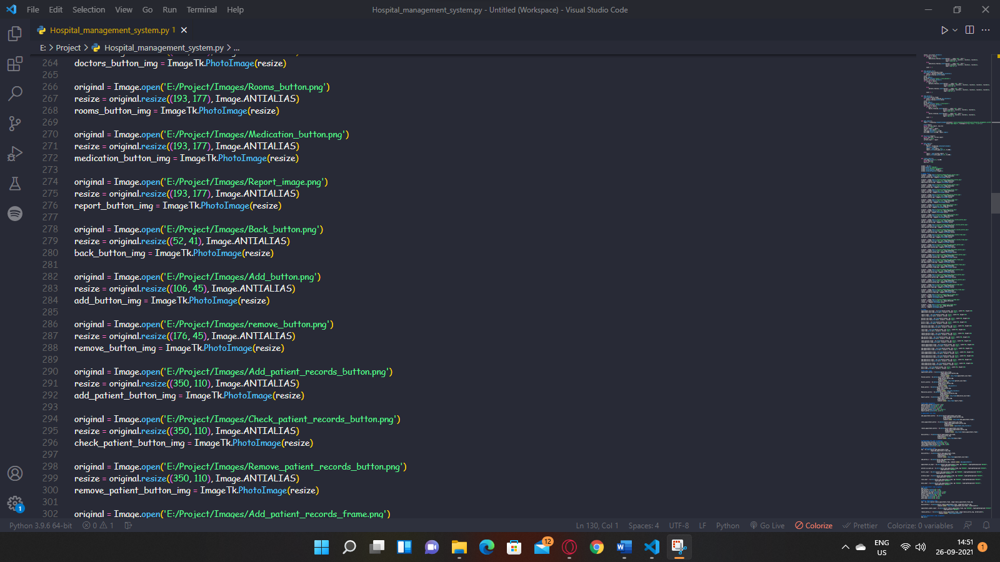 File Edit Selection View Go Run Terminal Help
Hospital_management_system.py - Untitled (Workspace) - Visual Studio Code
Hospital_management_system.py 1
E: > Project > Hospital_management_system.py > ...
264 doctors_button_img = ImageTk.PhotoImage(resize)
265
266 original = Image.open('E:/Project/Images/Rooms_button.png')
267 resize = original.resize((193, 177), Image.ANTIALIAS)
268 rooms_button_img = ImageTk.PhotoImage(resize)
269
270 original = Image.open('E:/Project/Images/Medication_button.png')
271 resize = original.resize((193, 177), Image.ANTIALIAS)
272 medication_button_img = ImageTk.PhotoImage(resize)
273
274 original = Image.open('E:/Project/Images/Report_image.png')
275 resize = original.resize((193, 177), Image.ANTIALIAS)
276 report_button_img = ImageTk.PhotoImage(resize)
277
278 original = Image.open('E:/Project/Images/Back_button.png')
279 resize = original.resize((52, 41), Image.ANTIALIAS)
280 back_button_img = ImageTk.PhotoImage(resize)
281
282 original = Image.open('E:/Project/Images/Add_button.png')
283 resize = original.resize((106, 45), Image.ANTIALIAS)
284 add_button_img = ImageTk.PhotoImage(resize)
285
286 original = Image.open('E:/Project/Images/remove_button.png')
287 resize = original.resize((176, 45), Image.ANTIALIAS)
288 remove_button_img = ImageTk.PhotoImage(resize)
289
290 original = Image.open('E:/Project/Images/Add_patient_records_button.png')
291 resize = original.resize((350, 110), Image.ANTIALIAS)
292 add_patient_button_img = ImageTk.PhotoImage(resize)
293
294 original = Image.open('E:/Project/Images/Check_patient_records_button.png')
295 resize = original.resize((350, 110), Image.ANTIALIAS)
296 check_patient_button_img = ImageTk.PhotoImage(resize)
297
298 original = Image.open('E:/Project/Images/Remove_patient_records_button.png')
299 resize = original.resize((350, 110), Image.ANTIALIAS)
300 remove_patient_button_img = ImageTk.PhotoImage(resize)
301
302 original = Image.open('E:/Project/Images/Add_patient_records_frame.png')
1
Python 3.9.6 64-bit 0 1 Ln 130, Col 1 Spaces: 4 UTF-8 LF Python Go Live Colorize Prettier Colorize: 0 variables
12
ENG
US
14:51
26-09-2021
1